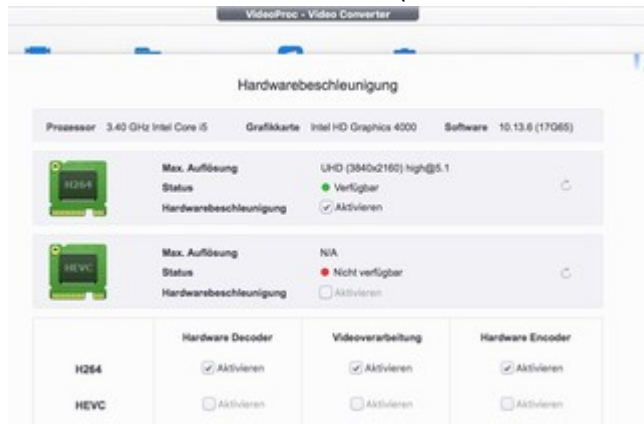 VideoProc - Video Converter
Hardwarebeschleunigung
Prozessor 3.40 GHz Intel Core i5 Grafikkarte Intel HD Graphics 4000 Software 10.13.6 (17G65)
H264
Max. Auflösung UHD (3840x2160) high@5.1
Status Verfügbar
Hardwarebeschleunigung Aktivieren
HEVC
Max. Auflösung N/A
Status Nicht verfügbar
Hardwarebeschleunigung Aktivieren
Hardware Decoder Videoverarbeitung Hardware Encoder
H264 Aktivieren Aktivieren Aktivieren
HEVC Aktivieren Aktivieren Aktivieren